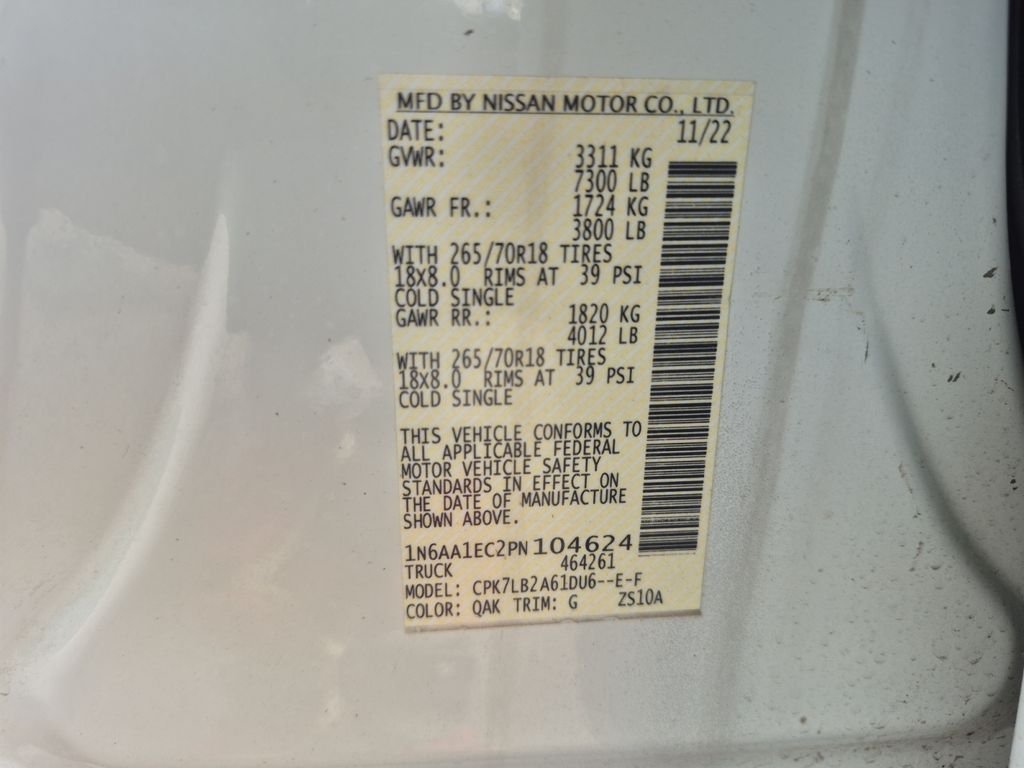 MFD BY NISSAN MOTOR CO., LTD.
DATE: 11/22
GVWR: 3311 KG
7300 LB
GAWR FR.: 1724 KG
3800 LB
WITH 265/70R18 TIRES
18x8.0 RIMS AT 39 PSI
COLD SINGLE
GAWR RR.: 1820 KG
4012 LB
WITH 265/70R18 TIRES
18x8.0 RIMS AT 39 PSI
COLD SINGLE
THIS VEHICLE CONFORMS TO
ALL APPLICABLE FEDERAL
MOTOR VEHICLE SAFETY
STANDARDS IN EFFECT ON
THE DATE OF MANUFACTURE
SHOWN ABOVE.
1N6AA1EC2PN104624
TRUCK 464261
MODEL: CPK7LB2A61DU6--E-F
COLOR: QAK TRIM: G ZS10A